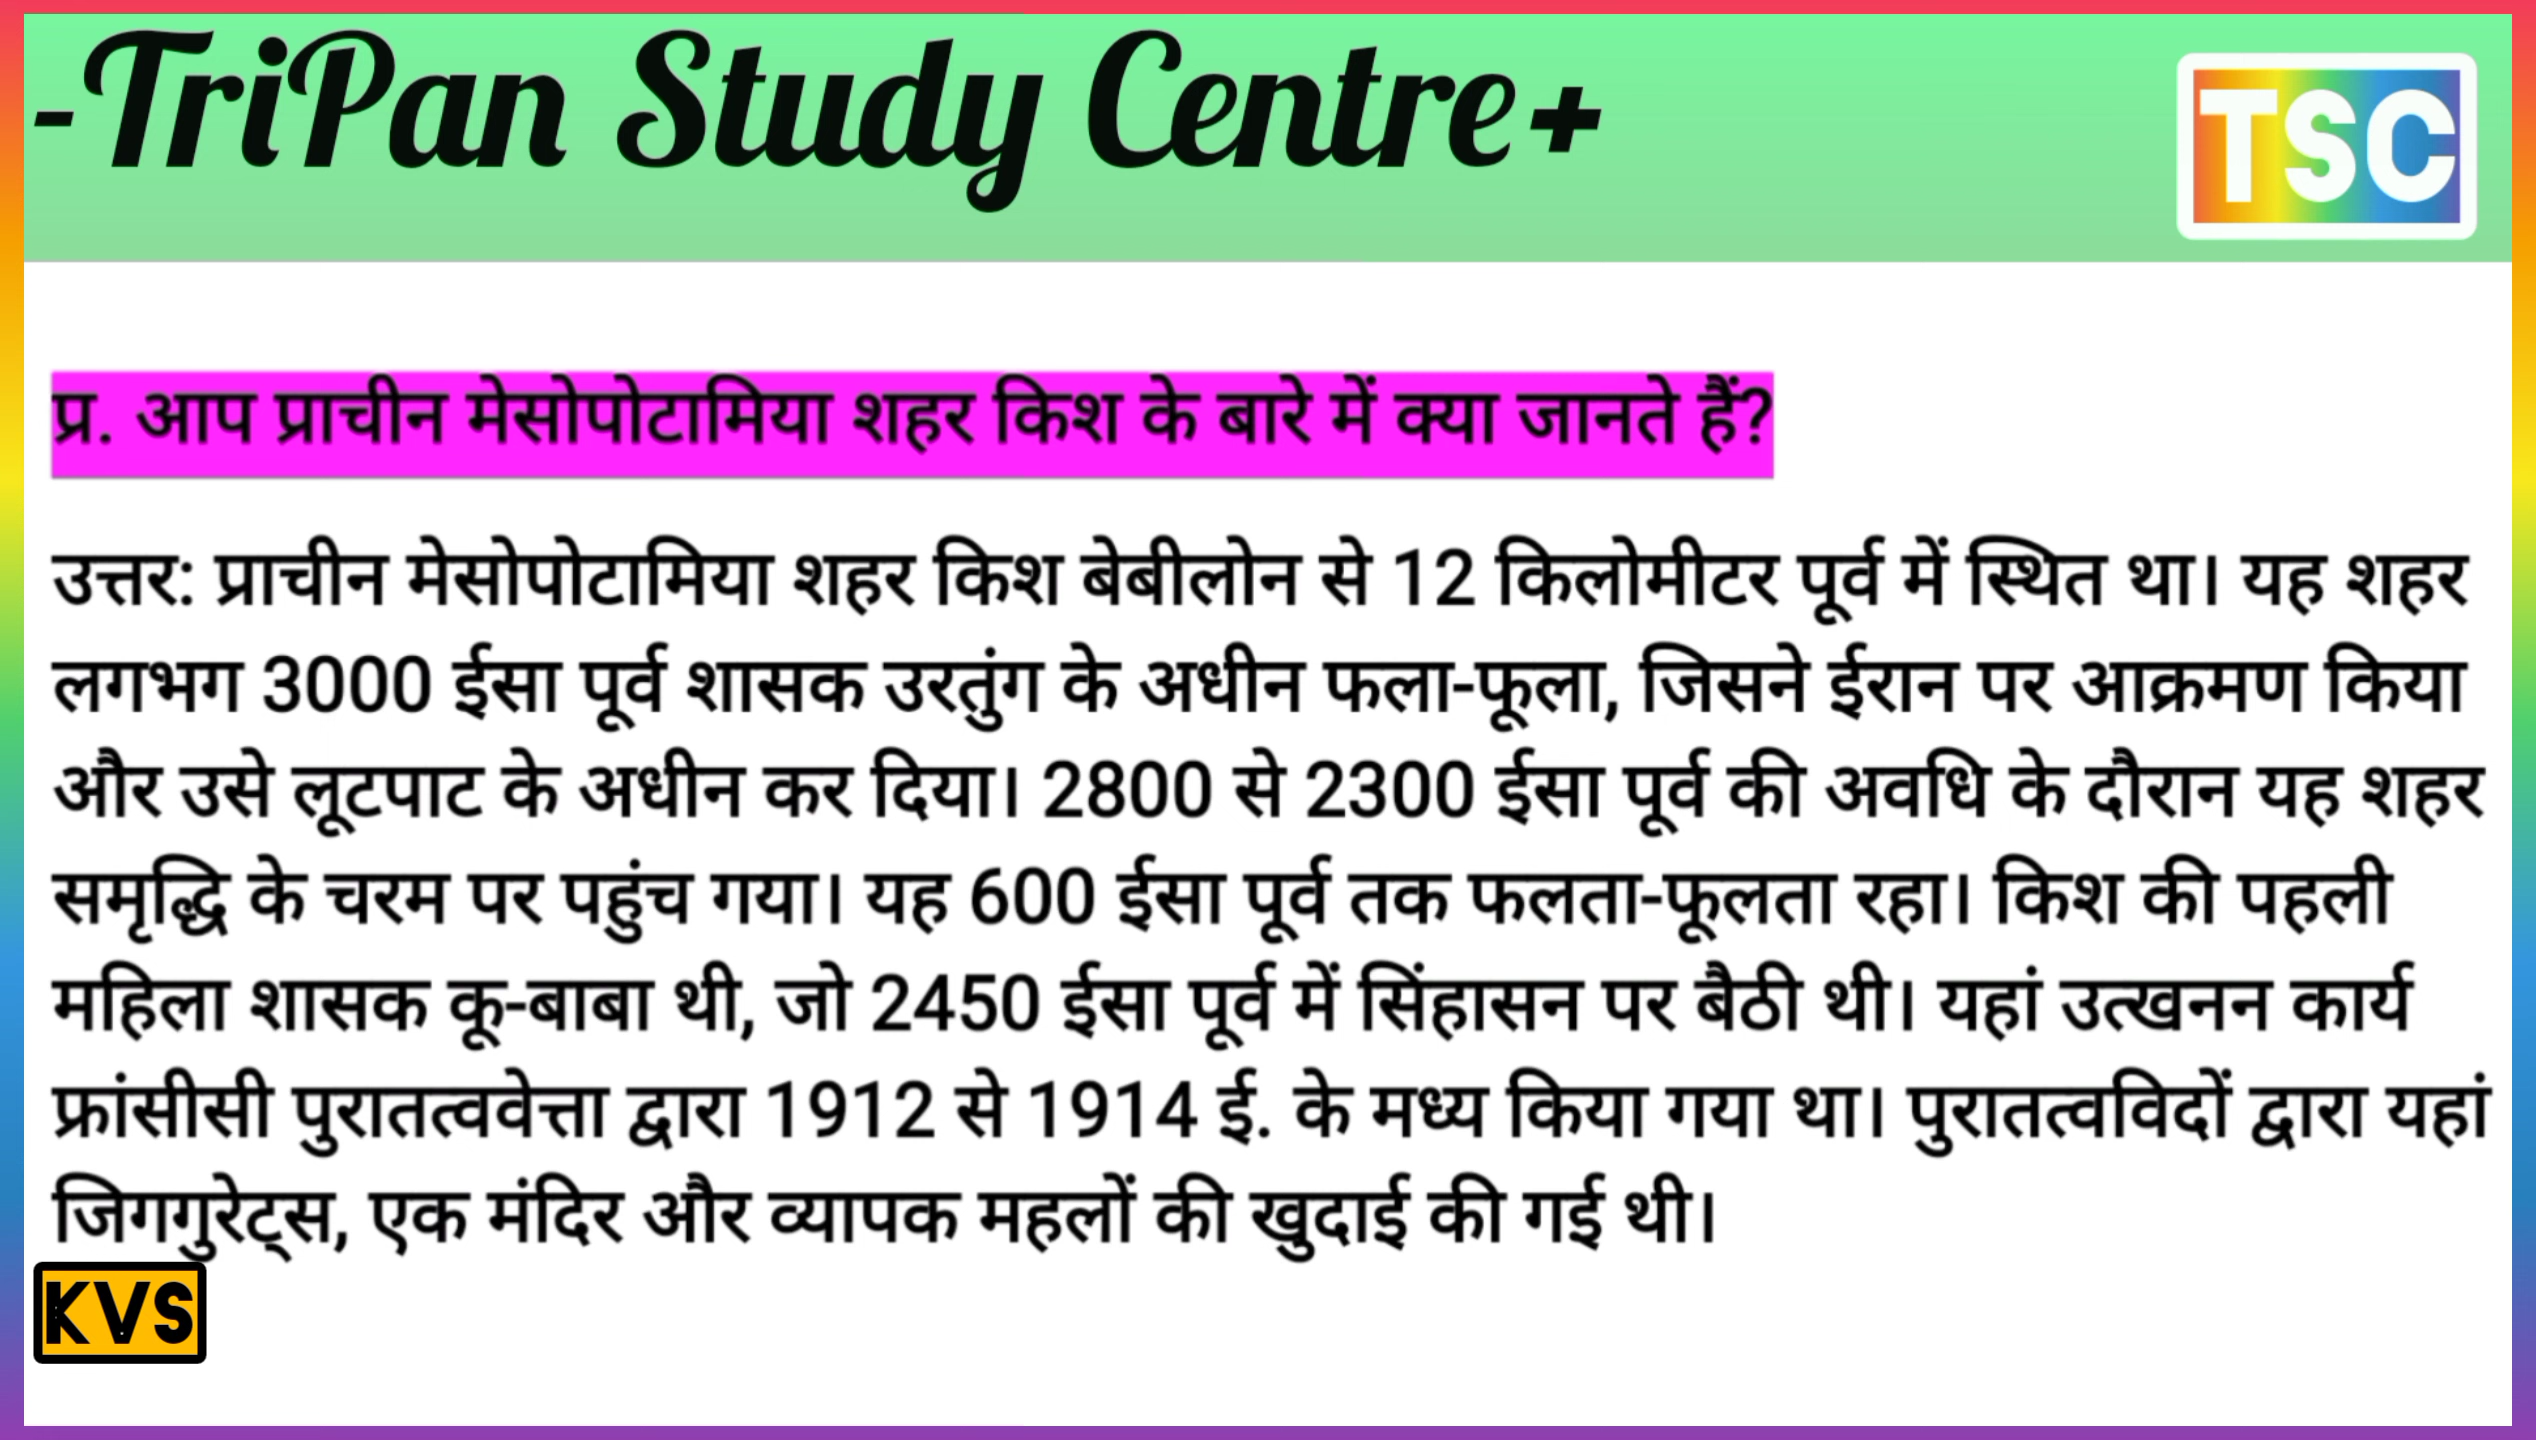 -TriPan Study Centre+
TSC
प्र. आप प्राचीन मेसोपोटामिया शहर किश के बारे में क्या जानते हैं?
उत्तर: प्राचीन मेसोपोटामिया शहर किश बेबीलोन से 12 किलोमीटर पूर्व में स्थित था। यह शहर
लगभग 3000 ईसा पूर्व शासक उरतुंग के अधीन फला-फूला, जिसने ईरान पर आक्रमण किया
और उसे लूटपाट के अधीन कर दिया। 2800 से 2300 ईसा पूर्व की अवधि के दौरान यह शहर
समृद्धि के चरम पर पहुंच गया। यह 600 ईसा पूर्व तक फलता-फूलता रहा। किश की पहली
महिला शासक कू-बाबा थी, जो 2450 ईसा पूर्व में सिंहासन पर बैठी थी। यहां उत्खनन कार्य
फ्रांसीसी पुरातत्ववेत्ता द्वारा 1912 से 1914 ई. के मध्य किया गया था। पुरातत्वविदों द्वारा यहां
जिगगुरेट्स, एक मंदिर और व्यापक महलों की खुदाई की गई थी।
KVS